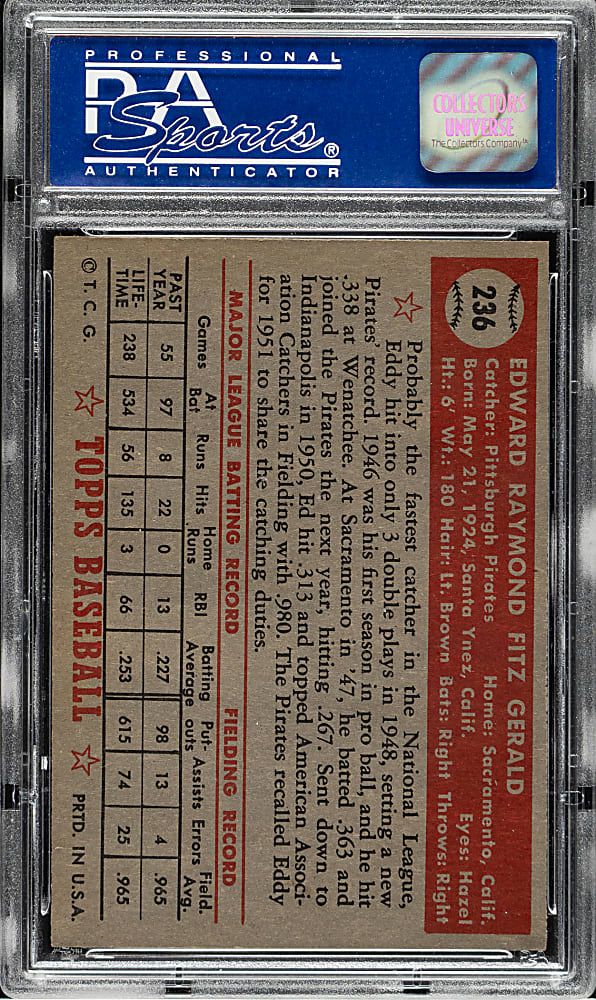 PROFESSIONAL
PSA
Sports®
AUTHENTICATOR
COLLECTORS
UNIVERSE
The Collectors Company™
236
EDWARD RAYMOND FITZ GERALD
Catcher: Pittsburgh Pirates Home: Sacramento, Calif.
Born: May 21, 1924, Santa Ynez, Calif. Eyes: Hazel
Ht.: 6' Wt.: 180 Hair: Lt. Brown Bats: Right Throws: Right
Probably the fastest catcher in the National League,
Eddy hit into only 3 double plays in 1948, setting a new
Pirates' record. 1946 was his first season in pro ball, and he hit
.338 at Wenatchee. At Sacramento in '47, he batted .363 and
joined the Pirates the next year, hitting .267. Sent down to
Indianapolis in 1950, Ed hit .313 and topped American Associ-
ation Catchers in Fielding with .980. The Pirates recalled Eddy
for 1951 to share the catching duties.
MAJOR LEAGUE BATTING RECORD FIELDING RECORD
Games At Bat Runs Hits Home Runs RBI Batting Average Put-outs Assists Errors Field. Avg.
PAST YEAR 55 97 8 22 0 13 .227 98 13 4 .965
LIFE-TIME 238 534 56 135 3 66 .253 615 74 25 .965
© T. C. G. TOPPS BASEBALL PRTD. IN U.S.A.